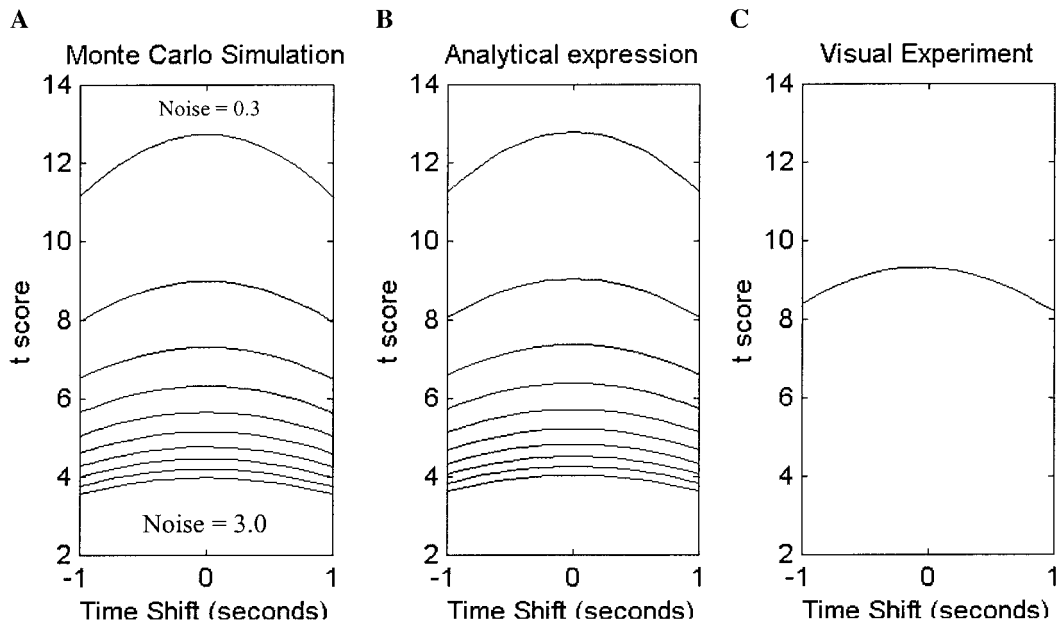 A
B
C
Monte Carlo Simulation
Analytical expression
Visual Experiment
14
12
10
8
6
4
2
t score
Noise = 0.3
Noise = 3.0
-1
0
1
Time Shift (seconds)
14
12
10
8
6
4
2
t score
-1
0
1
Time Shift (seconds)
14
12
10
8
6
4
2
t score
-1
0
1
Time Shift (seconds)